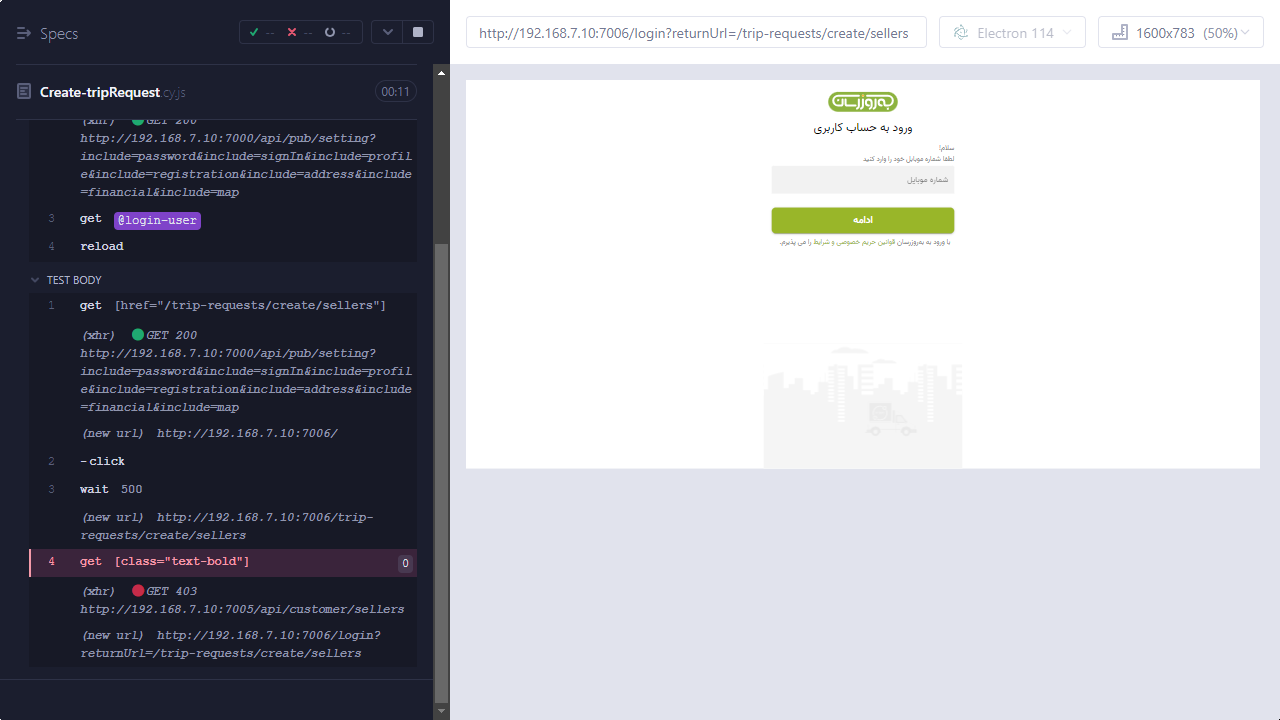 Specs
--
--
--
Create-tripRequest.cy.js
00:11
(xhr) GET 200
http://192.168.7.10:7000/api/pub/setting?
include=password&include=signIn&include=profil
e&include=registration&include=address&include
=financial&include=map
3 get @login-user
4 reload
TEST BODY
1 get [href="/trip-requests/create/sellers"]
(xhr) GET 200
http://192.168.7.10:7000/api/pub/setting?
include=password&include=signIn&include=profil
e&include=registration&include=address&include
=financial&include=map
(new url) http://192.168.7.10:7006/
2 -click
3 wait 500
(new url) http://192.168.7.10:7006/trip-
requests/create/sellers
4 get [class="text-bold"] 0
(xhr) GET 403
http://192.168.7.10:7005/api/customer/sellers
(new url) http://192.168.7.10:7006/login?
returnUrl=/trip-requests/create/sellers
http://192.168.7.10:7006/login?returnUrl=/trip-requests/create/sellers
Electron 114
1600x783 (50%)
به‌روزرسان
ورود به حساب کاربری
سلام!
لطفا شماره موبایل خود را وارد کنید
شماره موبایل
ادامه
با ورود به به‌روزرسان قوانین حریم خصوصی و شرایط را می پذیرم.